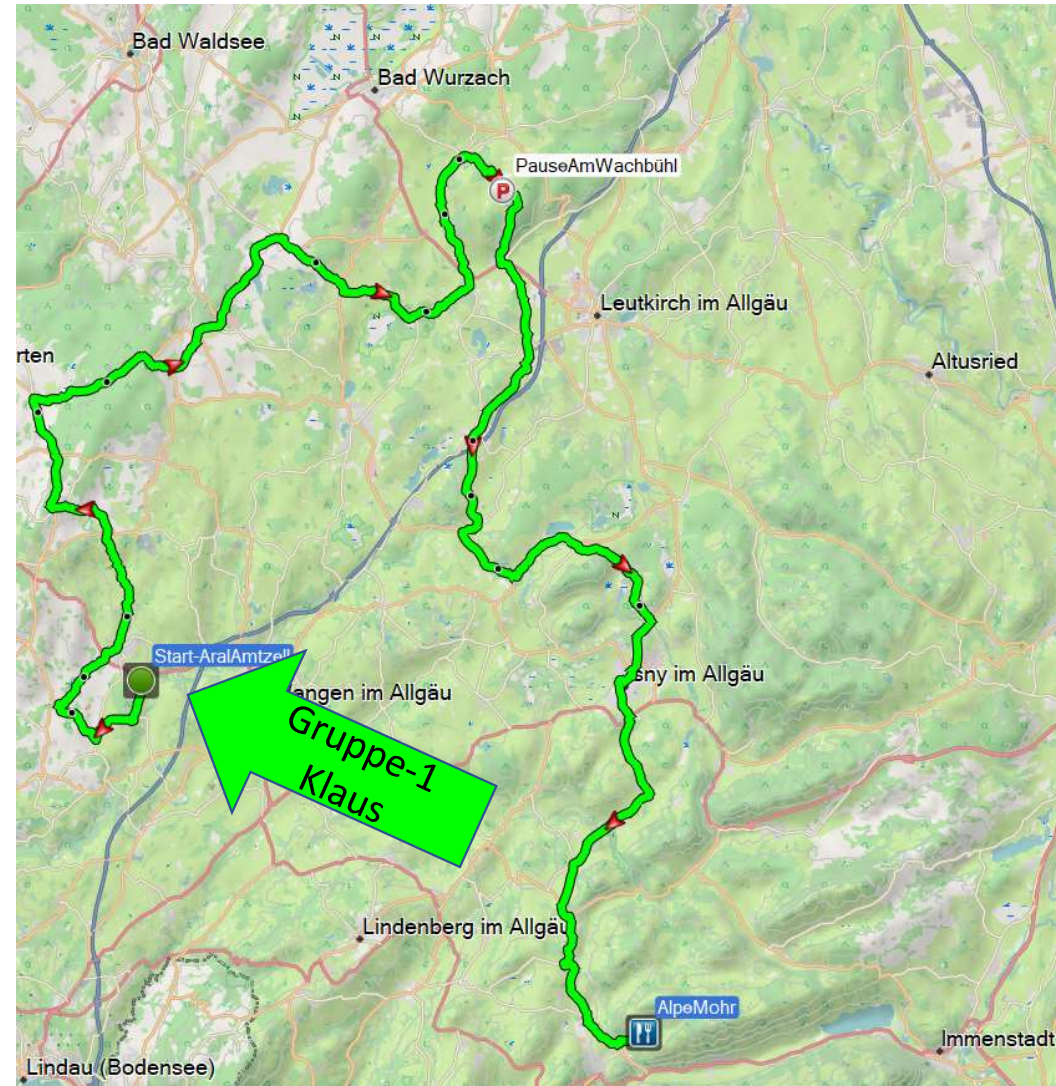 Bad Waldsee
Bad Wurzach
PauseAmWachbühl
P
Leutkirch im Allgäu
rten
Altusried
Start-AralAmtzell
angen im Allgäu
sny im Allgäu
Gruppe-1
Klaus
Lindenberg im Allgäu
AlpeMohr
Immenstadt
Lindau (Bodensee)